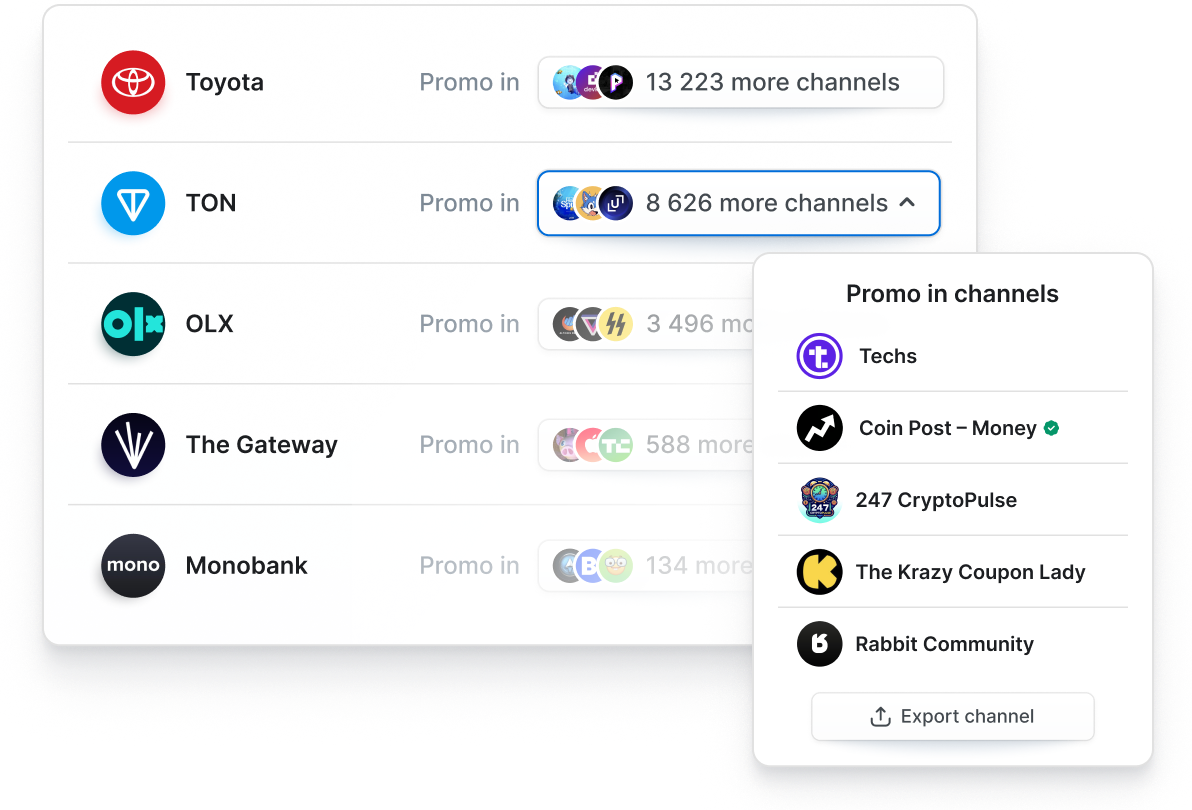 Toyota Promo in 13 223 more channels
TON Promo in 8 626 more channels
OLX Promo in 3 496
The Gateway Promo in 588 more
mono Monobank Promo in 134 more
Promo in channels
Techs
Coin Post – Money
247 247 CryptoPulse
The Krazy Coupon Lady
Rabbit Community
Export channel